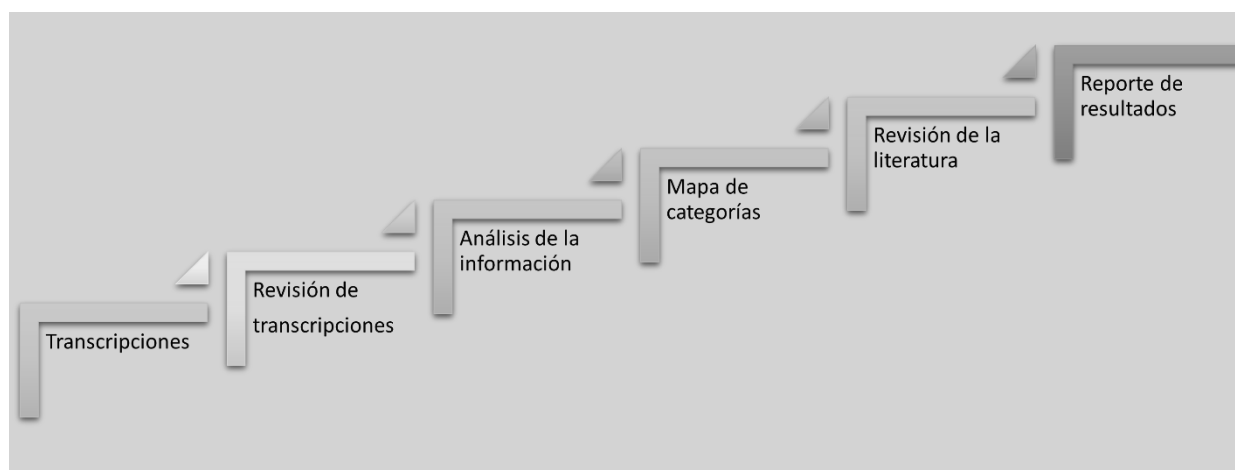 Transcripciones
Revisión de
transcripciones
Análisis de la
información
Mapa de
categorías
Revisión de la
literatura
Reporte de
resultados